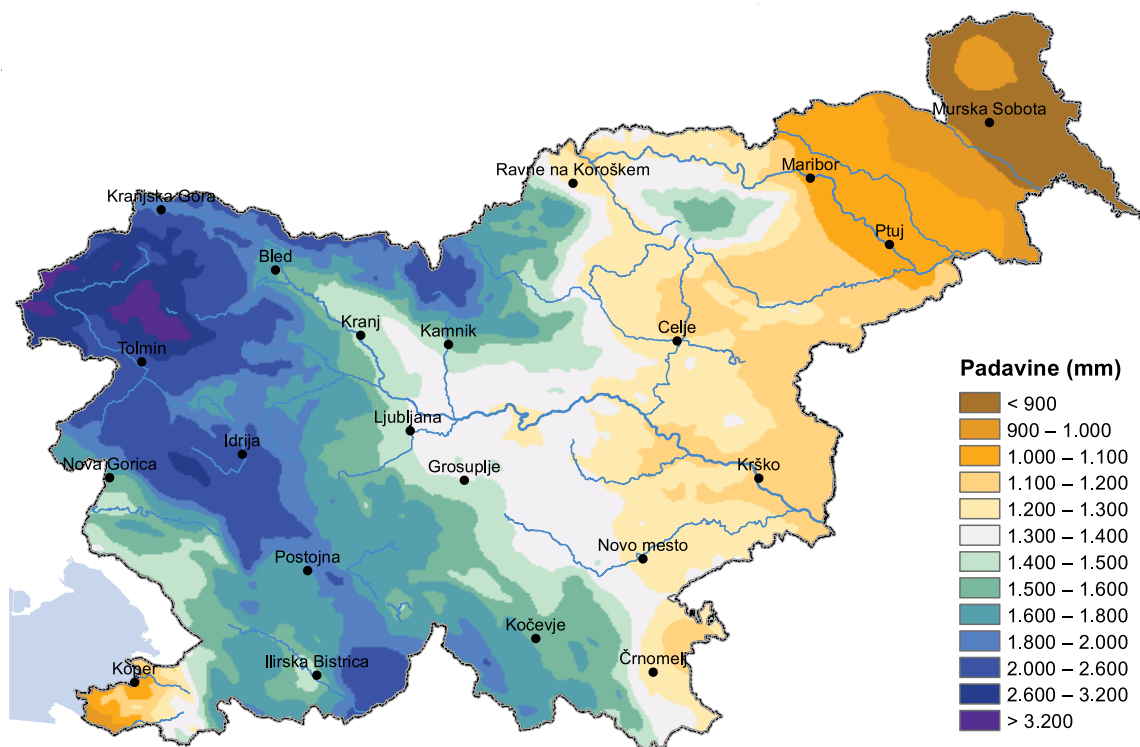 Murska Sobota
Ravne na Koroškem
Maribor
Kranjska Gora
Ptuj
Bled
Kranj
Kamnik
Celje
Tolmin
Padavine (mm)
< 900
900 – 1.000
1.000 – 1.100
1.100 – 1.200
1.200 – 1.300
1.300 – 1.400
1.400 – 1.500
1.500 – 1.600
1.600 – 1.800
1.800 – 2.000
2.000 – 2.600
2.600 – 3.200
> 3.200
Ljubljana
Idrija
Nova Gorica
Grosuplje
Krško
Postojna
Novo mesto
Kočevje
Koper
Ilirska Bistrica
Črnomelj